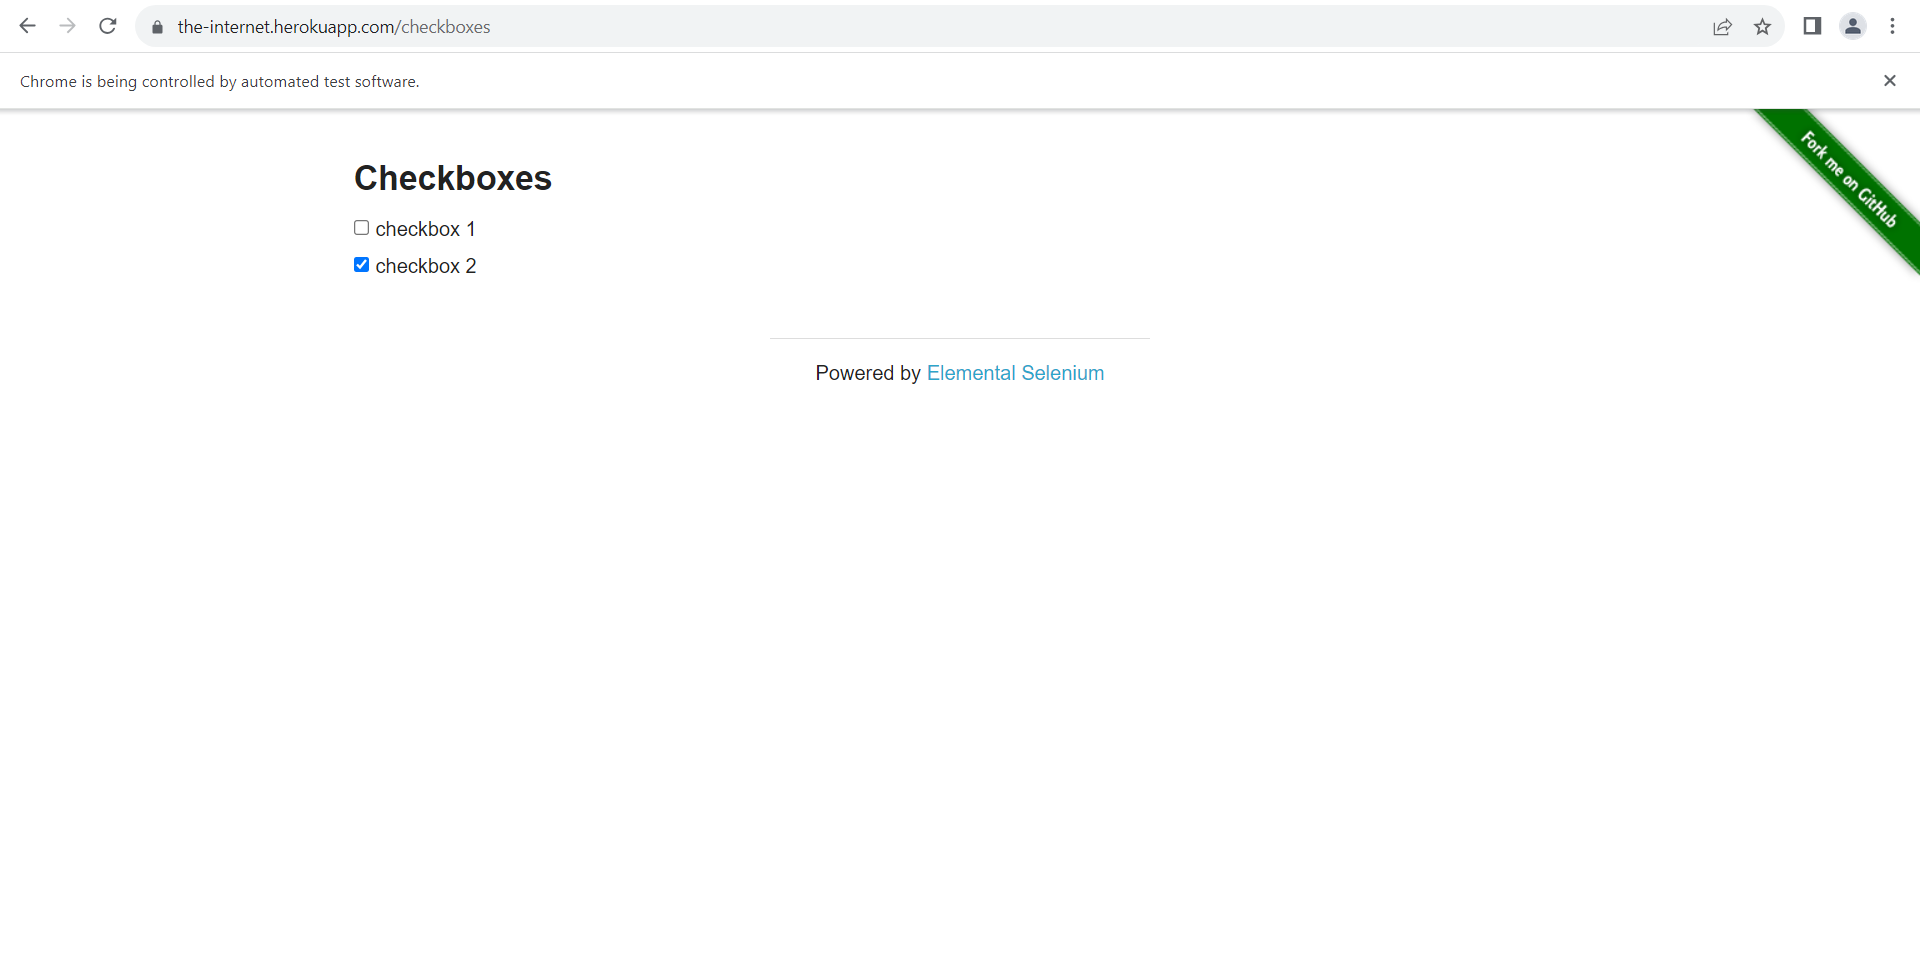 the-internet.herokuapp.com/checkboxes
Chrome is being controlled by automated test software.
Fork me on GitHub
Checkboxes
checkbox 1
checkbox 2
Powered by Elemental Selenium